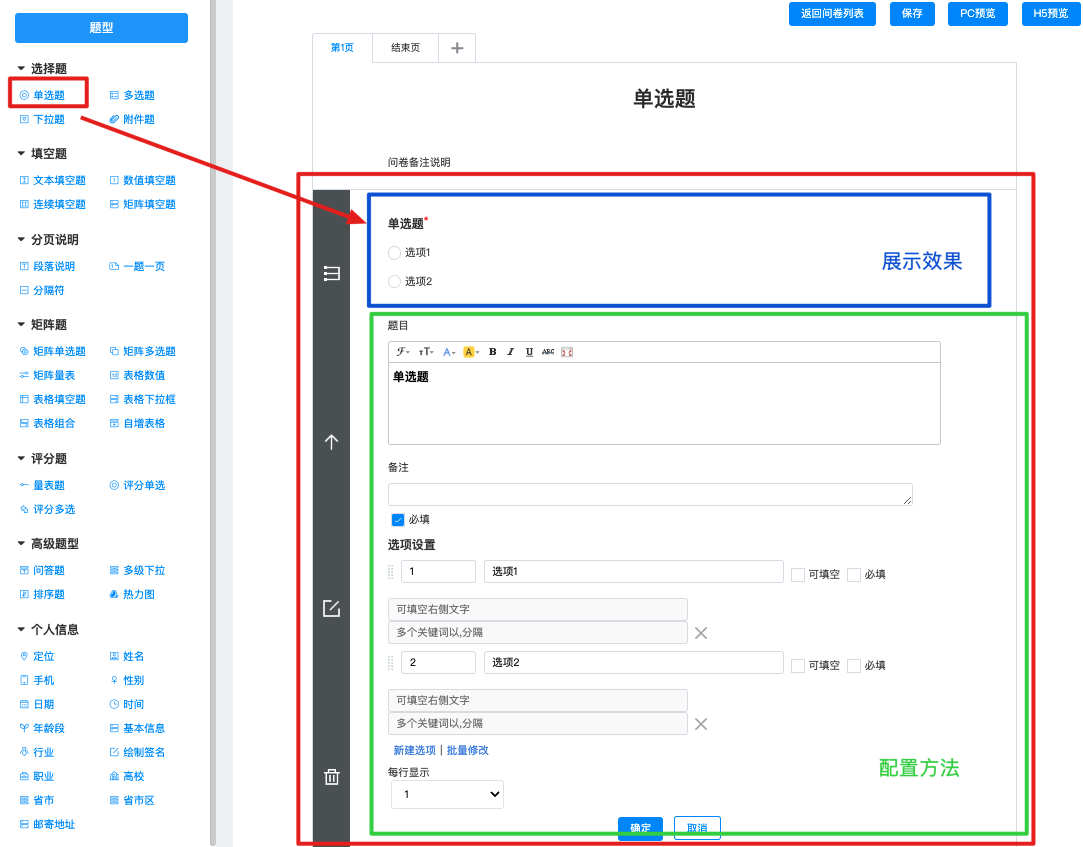 题型
返回问卷列表
保存
PC预览
H5预览
第1页
结束页
选择题
单选题
多选题
下拉题
附件题
填空题
文本填空题
数值填空题
连续填空题
矩阵填空题
分页说明
段落说明
一题一页
分隔符
矩阵题
矩阵单选题
矩阵多选题
矩阵量表
表格数值
表格填空题
表格下拉框
表格组合
自增表格
评分题
量表题
评分单选
评分多选
高级题型
问答题
多级下拉
排序题
热力图
个人信息
定位
姓名
手机
性别
日期
时间
年龄段
基本信息
行业
绘制签名
职业
高校
省市
省市区
邮寄地址
单选题
问卷备注说明
单选题*
选项1
选项2
展示效果
题目
ℱ TT A A B I U ABC
单选题
备注
必填
选项设置
1 选项1 可填空 必填
可填空右侧文字
多个关键词以,分隔
2 选项2 可填空 必填
可填空右侧文字
多个关键词以,分隔
新建选项 | 批量修改
每行显示
1
配置方法
确定 取消